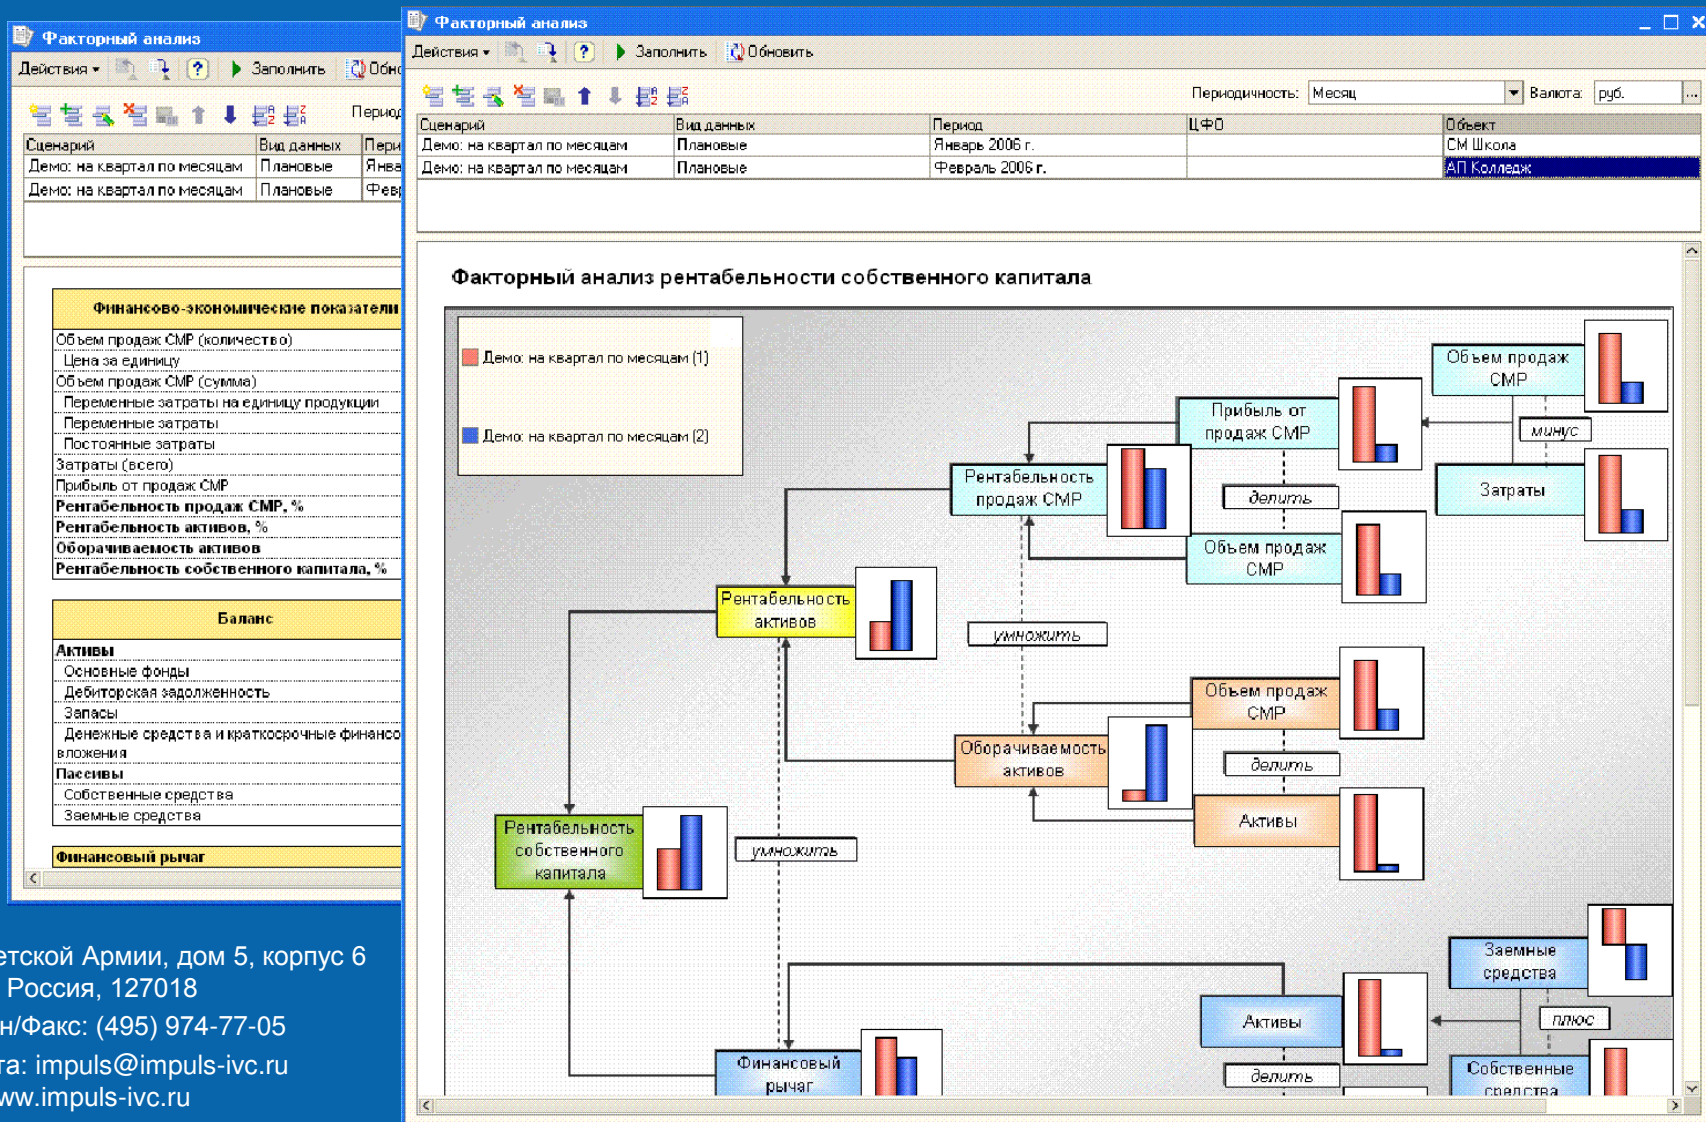 Факторный анализ
Действия
Заполнить
Периодичность:
Сценарий Вид данных
Демо: на квартал по месяцам Плановые
Демо: на квартал по месяцам Плановые
Финансово-экономические показатели
Объем продаж СМР (количество)
Цена за единицу
Объем продаж СМР (сумма)
Переменные затраты на единицу продукции
Переменные затраты
Постоянные затраты
Затраты (всего)
Прибыль от продаж СМР
Рентабельность продаж СМР, %
Рентабельность активов, %
Оборачиваемость активов
Рентабельность собственного капитала, %
Баланс
Активы
Основные фонды
Дебиторская задолженность
Запасы
Денежные средства и краткосрочные финансо
вложения
Пассивы
Собственные средства
Заемные средства
Финансовый рычаг
етской Армии, дом 5, корпус 6
Россия, 127018
н/Факс: (495) 974-77-05
та: impuls@impuls-ivc.ru
ww.impuls-ivc.ru
Факторный анализ
Действия Заполнить Обновить
Периодичность: Месяц Валюта: руб. ...
Сценарий Вид данных Период ЦФО Объект
Демо: на квартал по месяцам Плановые Январь 2006 г. СМ Школа
Демо: на квартал по месяцам Плановые Февраль 2006 г. АП Колледж
Факторный анализ рентабельности собственного капитала
Демо: на квартал по месяцам (1)
Демо: на квартал по месяцам (2)
Объем продаж
СМР
минус
Затраты
Прибыль от
продаж СМР
делить
Объем продаж
СМР
Рентабельность
продаж СМР
умножить
Рентабельность
активов
Объем продаж
СМР
делить
Активы
Оборачиваемость
активов
Рентабельность
собственного
капитала
умножить
Заемные
средства
плюс
Собственные
средства
Активы
делить
Финансовый
рычаг